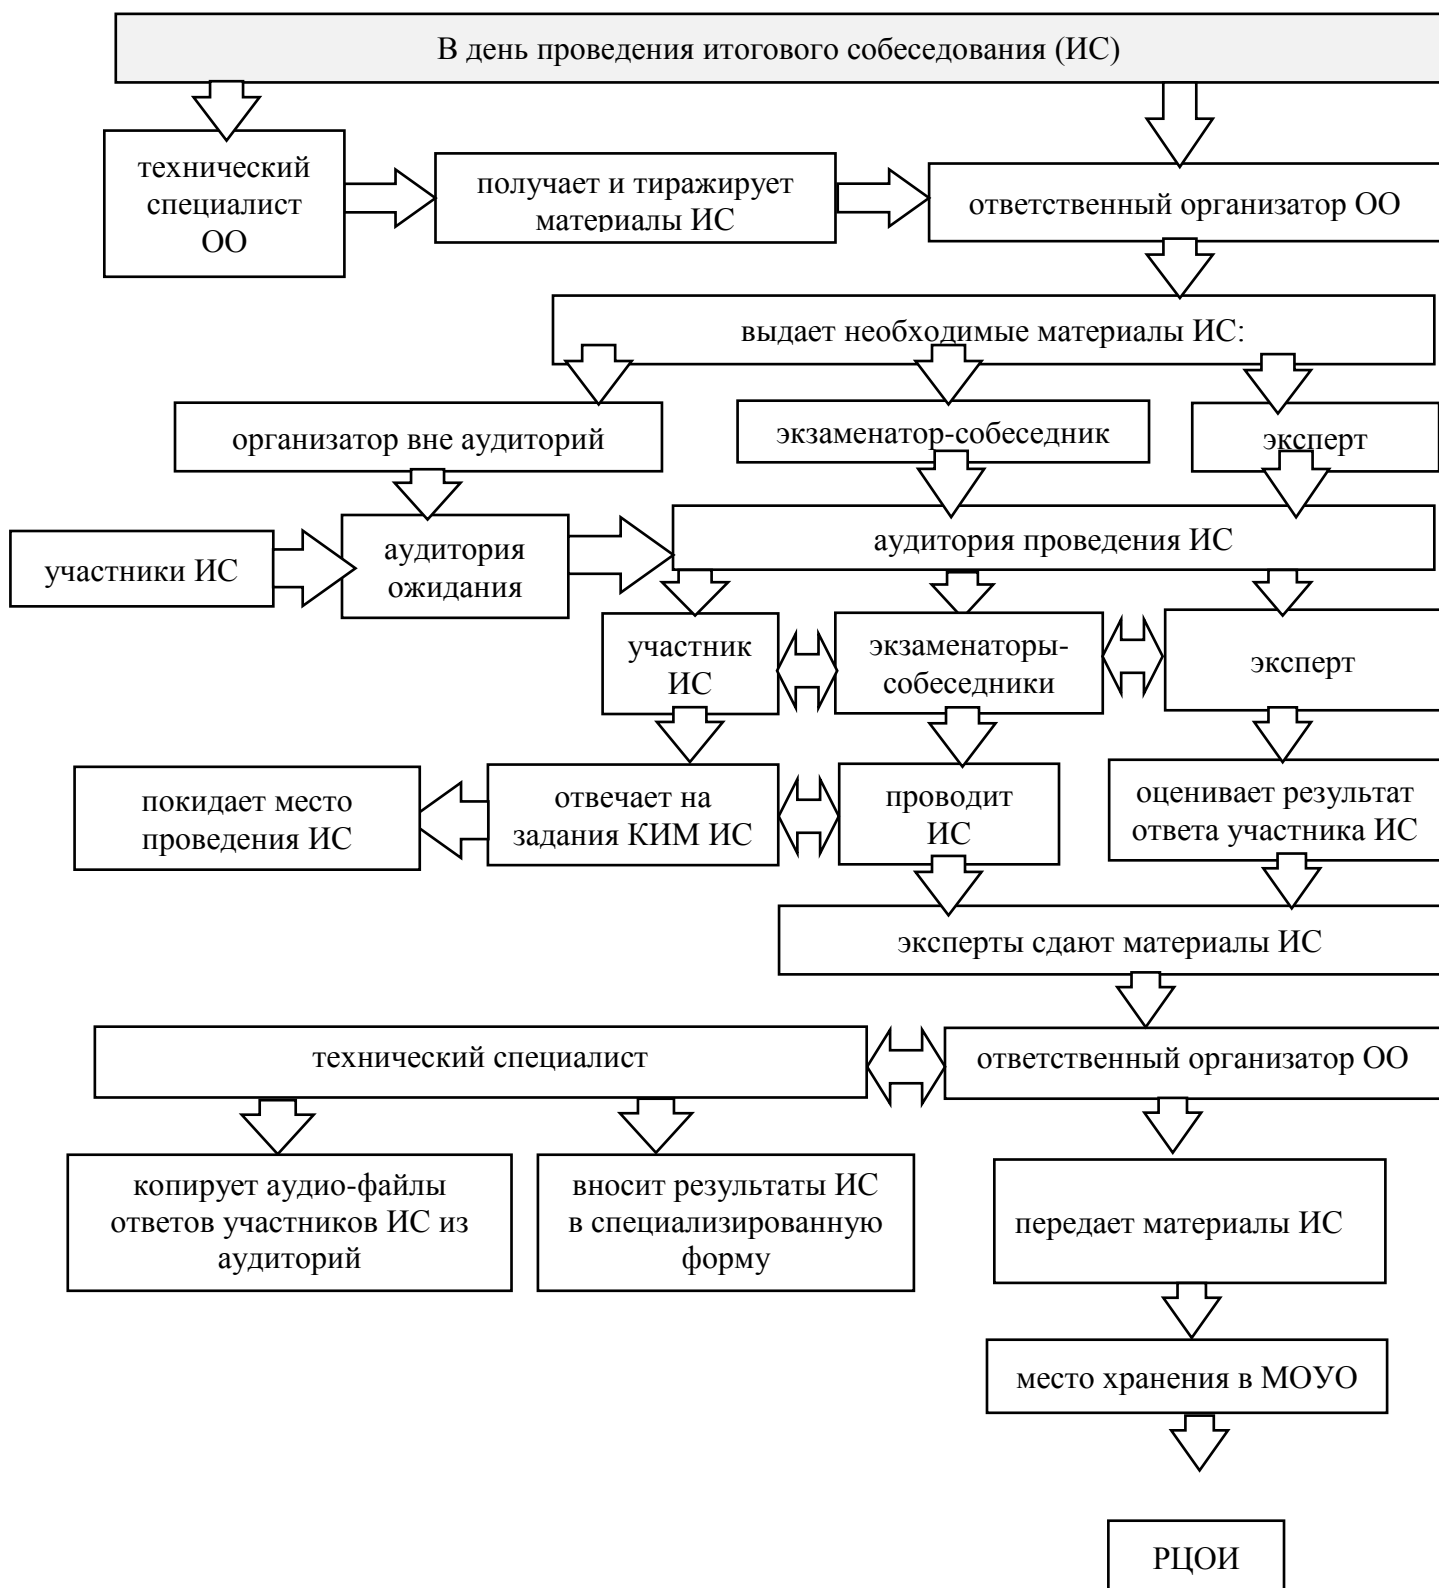 В день проведения итогового собеседования (ИС)
технический
специалист
ОО
получает и тиражирует
материалы ИС
ответственный организатор ОО
выдает необходимые материалы ИС:
организатор вне аудиторий
экзаменатор-собеседник
эксперт
участники ИС
аудитория
ожидания
аудитория проведения ИС
участник
ИС
экзаменаторы-
собеседники
эксперт
покидает место
проведения ИС
отвечает на
задания КИМ ИС
проводит
ИС
оценивает результат
ответа участника ИС
эксперты сдают материалы ИС
технический специалист
ответственный организатор ОО
копирует аудио-файлы
ответов участников ИС из
аудиторий
вносит результаты ИС
в специализированную
форму
передает материалы ИС
место хранения в МОУО
РЦОИ